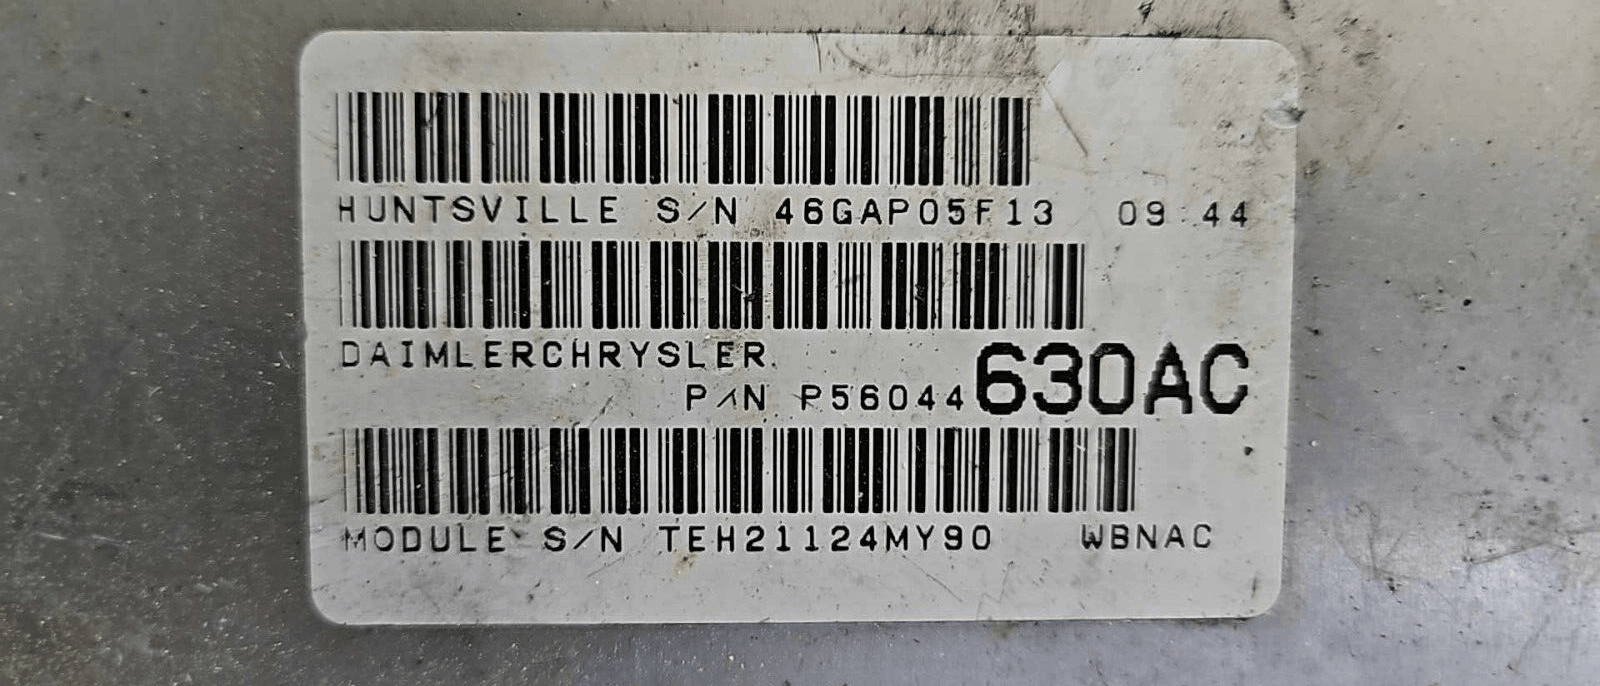 HUNTSVILLE S/N 46GAP05F13 09:44
DAIMLERCHRYSLER
P/N P56044630AC
MODULE S/N TEH21124MY90 WBNAC